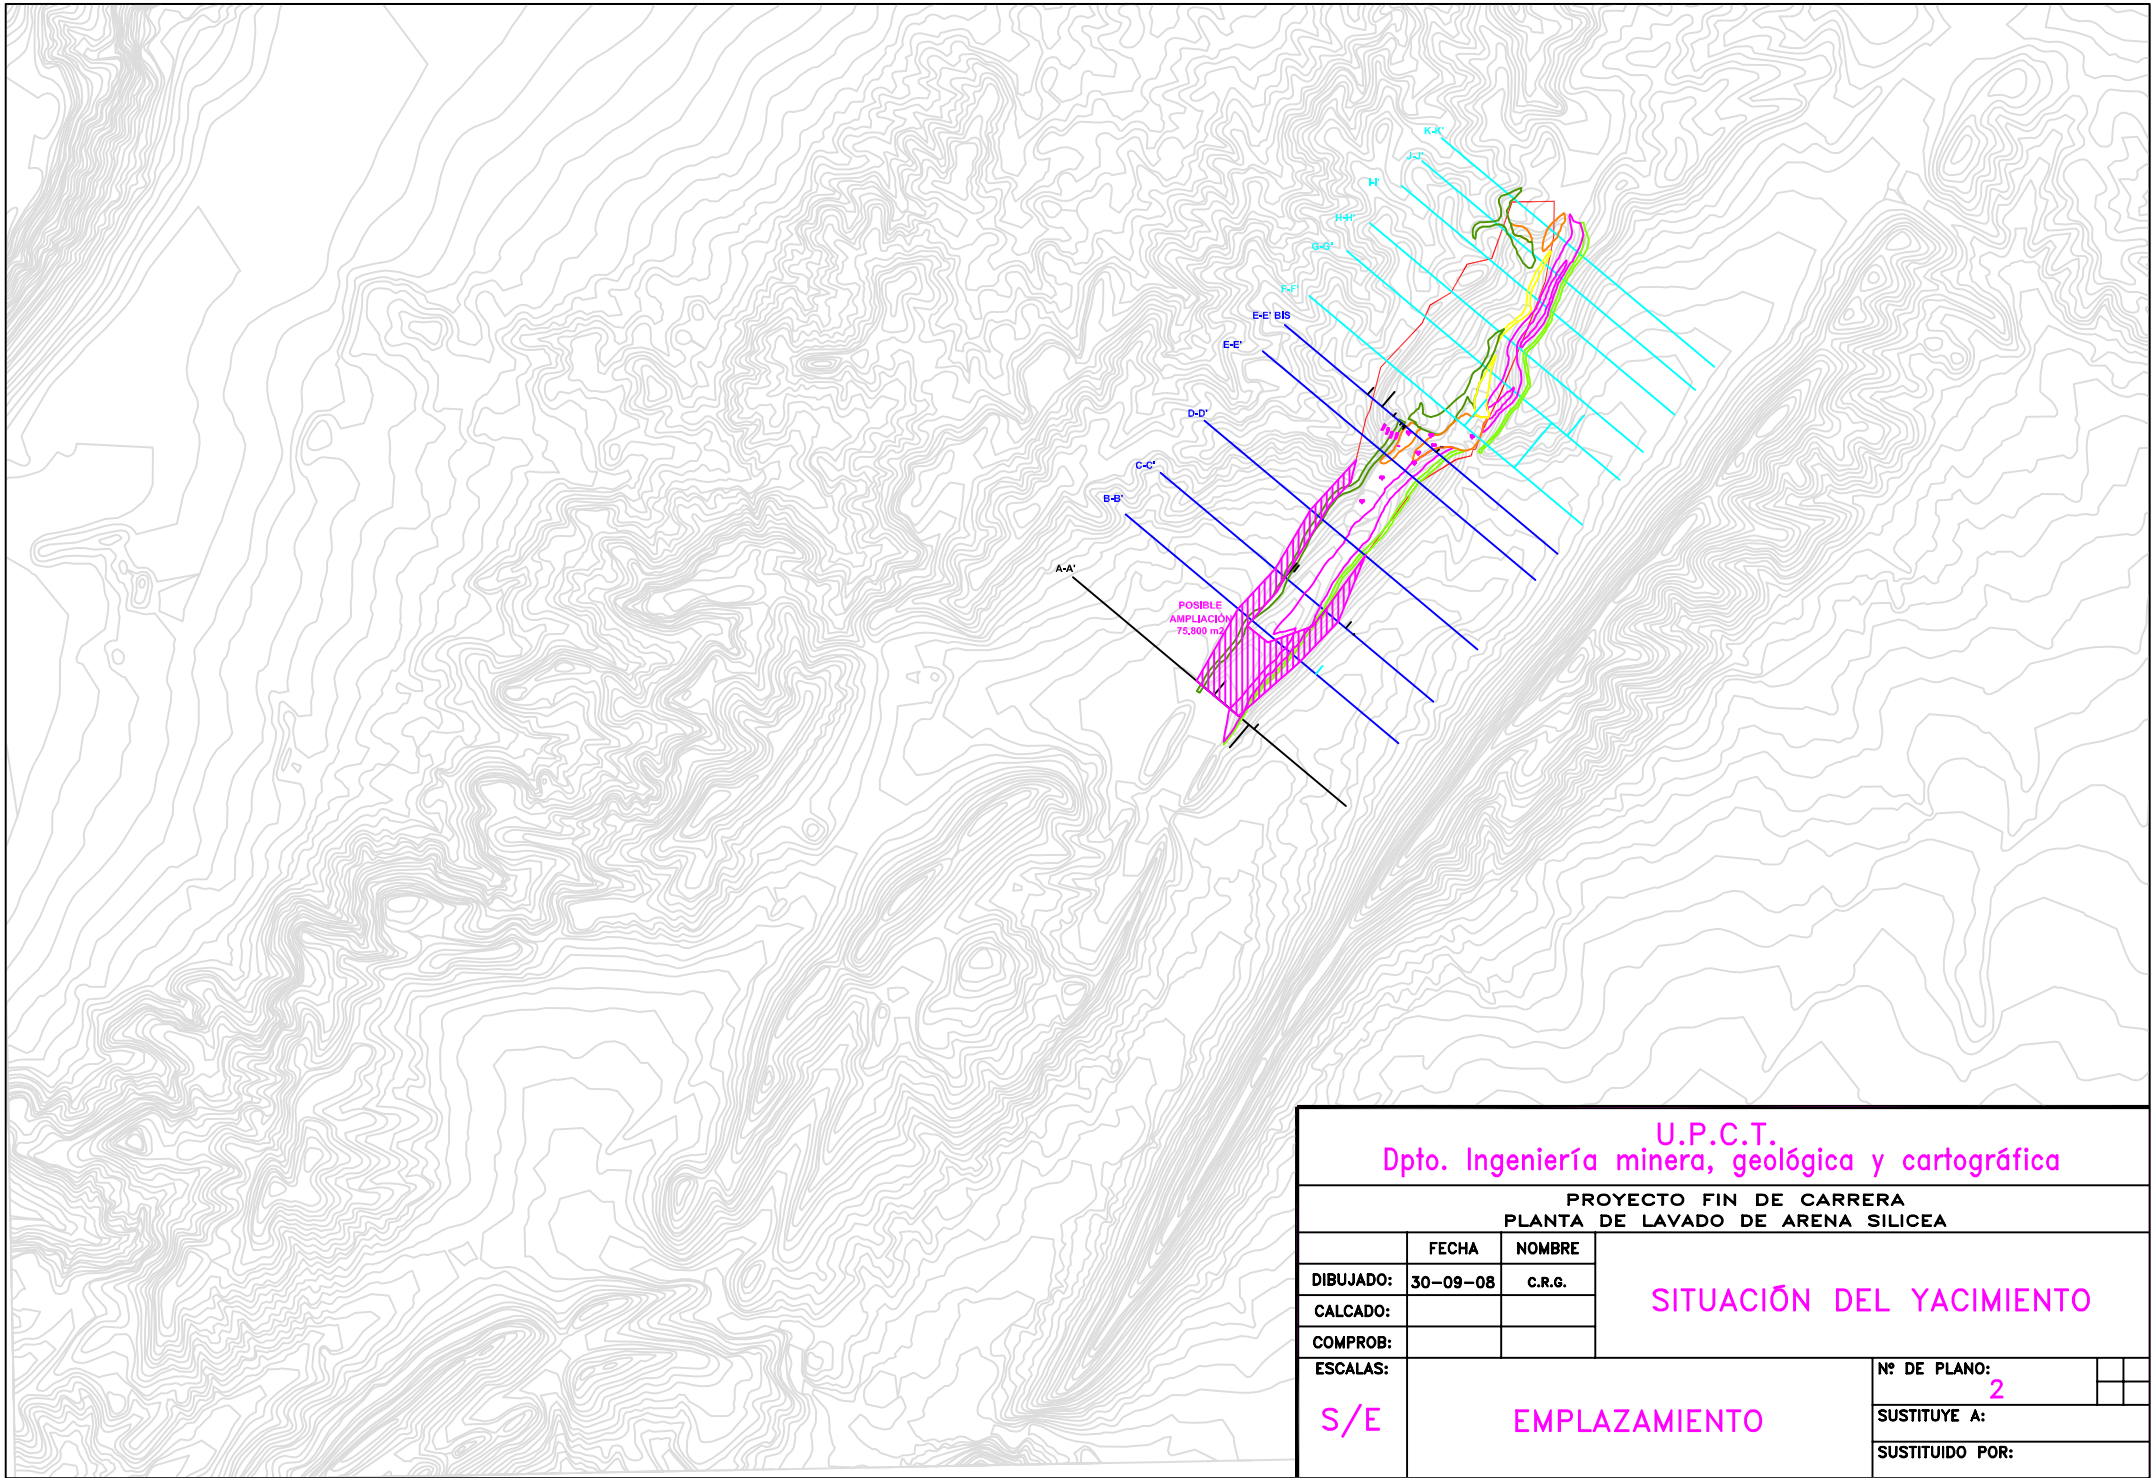 K-K'
J-J'
I-I'
H-H'
G-G'
F-F'
E-E' BIS
E-E'
D-D'
C-C'
B-B'
A-A'
POSIBLE
AMPLIACIÓN
75,800 m2
U.P.C.T.
Dpto. Ingeniería minera, geológica y cartográfica
PROYECTO FIN DE CARRERA
PLANTA DE LAVADO DE ARENA SILICEA
FECHA NOMBRE
DIBUJADO: 30-09-08 C.R.G.
CALCADO:
COMPROB:
SITUACIÓN DEL YACIMIENTO
ESCALAS:
S/E
EMPLAZAMIENTO
Nº DE PLANO:
2
SUSTITUYE A:
SUSTITUIDO POR: